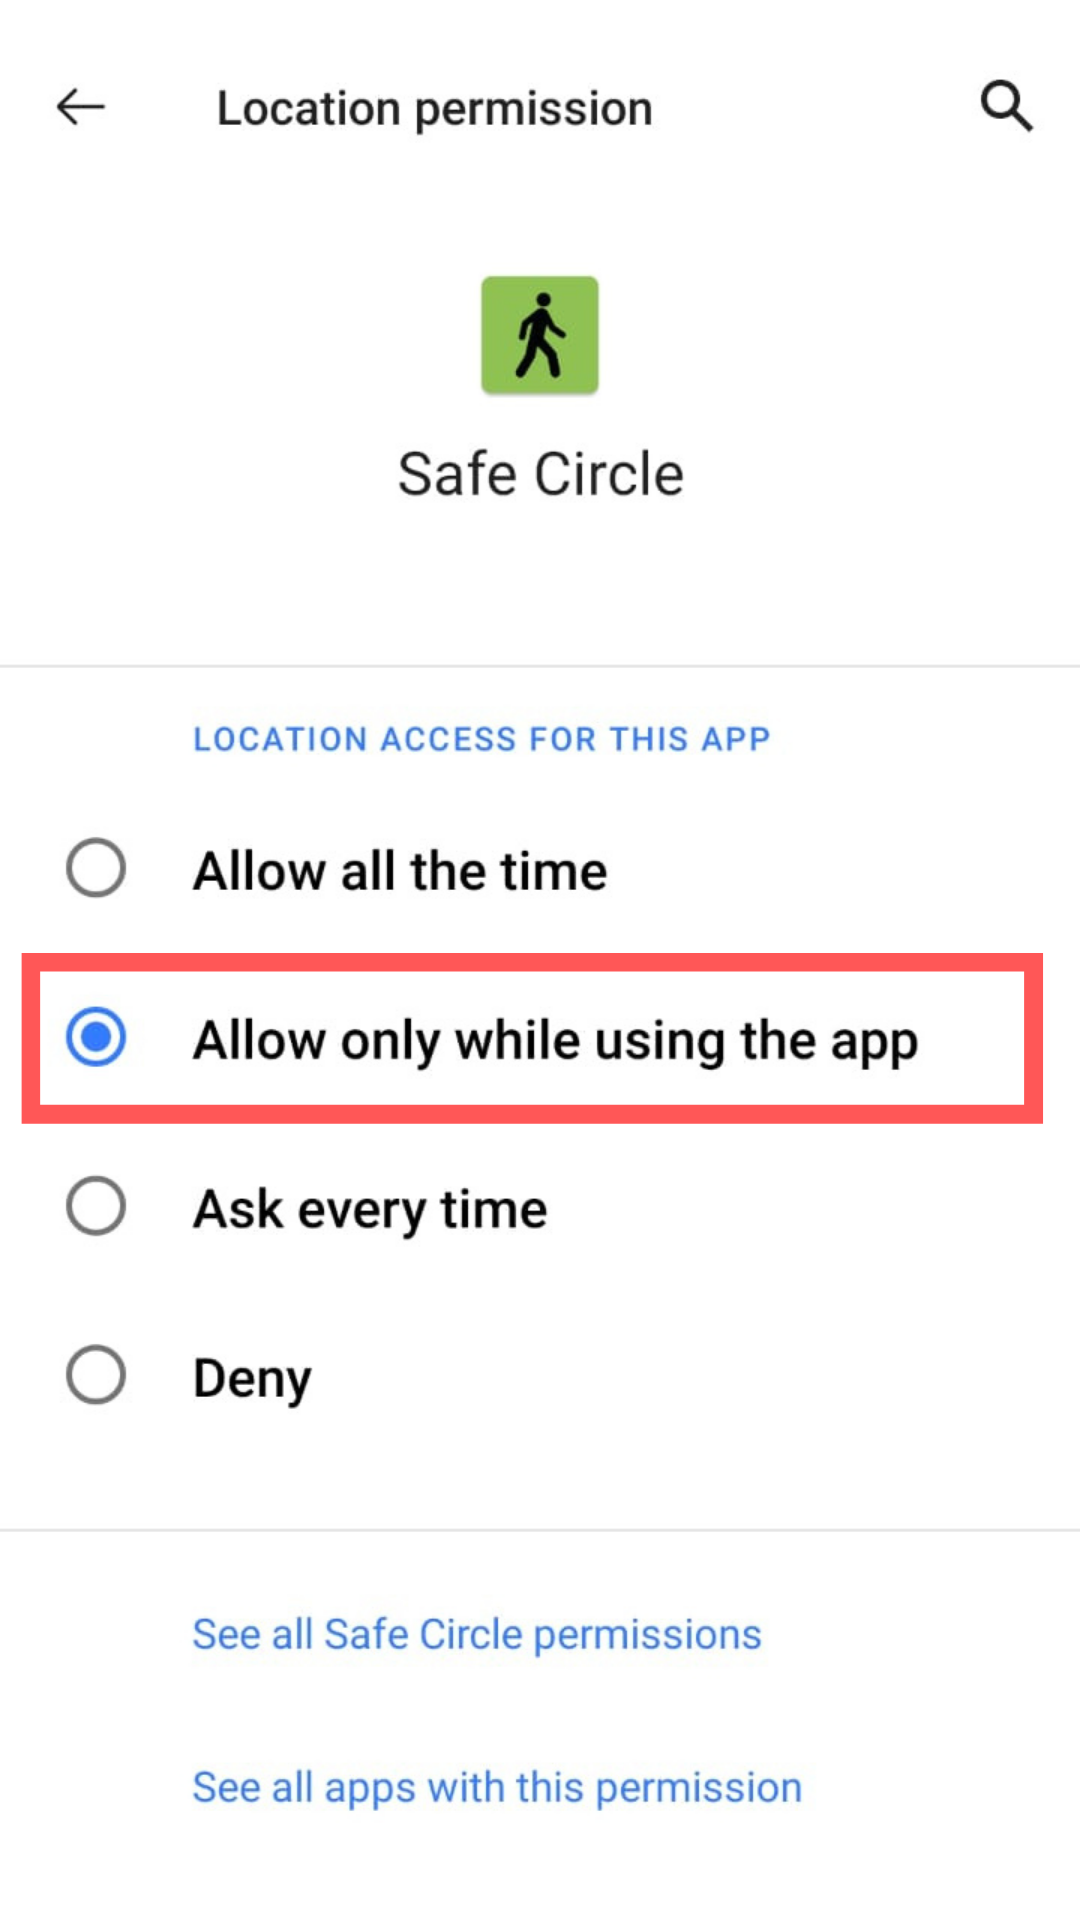 Location permission
Safe Circle
LOCATION ACCESS FOR THIS APP
Allow all the time
Allow only while using the app
Ask every time
Deny
See all Safe Circle permissions
See all apps with this permission